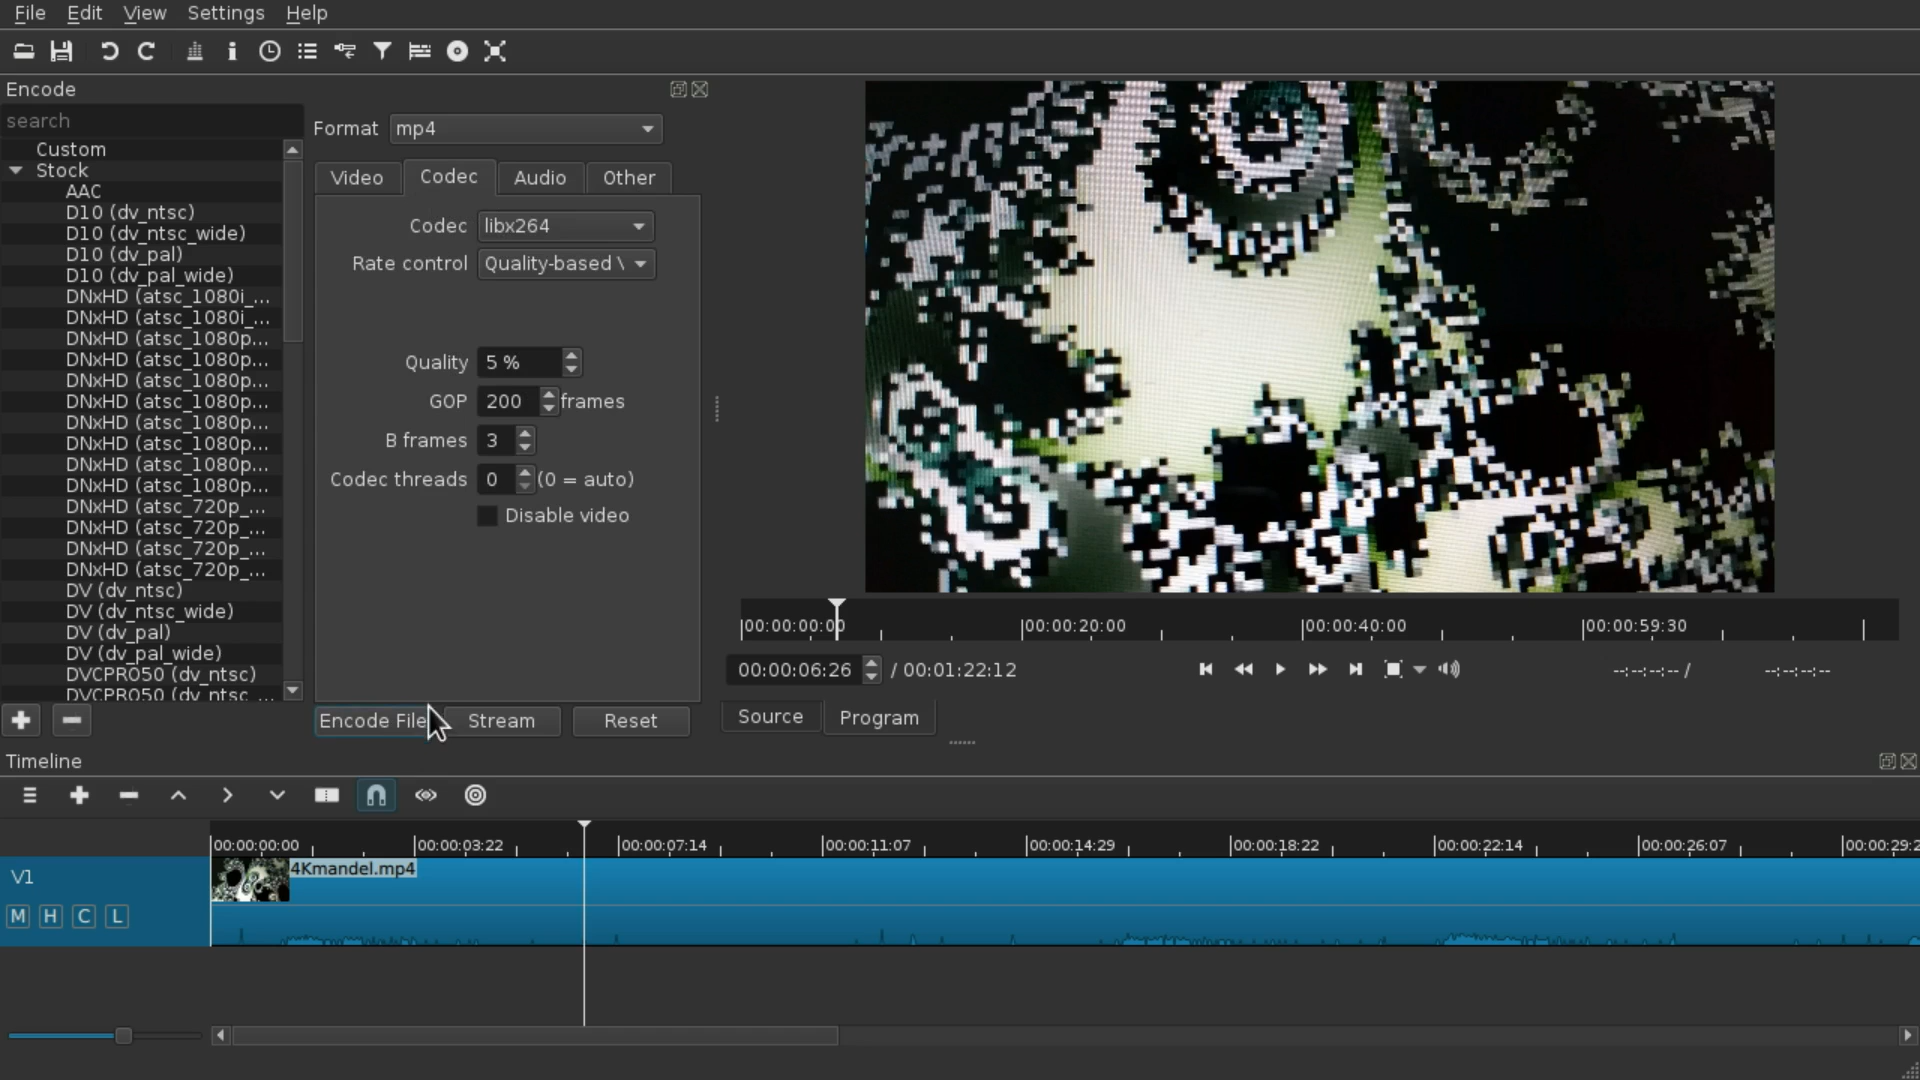 File Edit View Settings Help
Encode
search
Custom
Stock
AAC
D10 (dv_ntsc)
D10 (dv_ntsc_wide)
D10 (dv_pal)
D10 (dv_pal_wide)
DNxHD (atsc_1080i_...
DNxHD (atsc_1080i_...
DNxHD (atsc_1080p...
DNxHD (atsc_1080p...
DNxHD (atsc_1080p...
DNxHD (atsc_1080p...
DNxHD (atsc_1080p...
DNxHD (atsc_1080p...
DNxHD (atsc_1080p...
DNxHD (atsc_1080p...
DNxHD (atsc_720p_...
DNxHD (atsc_720p_...
DNxHD (atsc_720p_...
DNxHD (atsc_720p_...
DV (dv_ntsc)
DV (dv_ntsc_wide)
DV (dv_pal)
DV (dv_pal_wide)
DVCPRO50 (dv_ntsc)
DVCPRO50 (dv_ntsc_...
Format mp4
Video Codec Audio Other
Codec libx264
Rate control Quality-based \
Quality 5 %
GOP 200 frames
B frames 3
Codec threads 0 (0 = auto)
Disable video
Encode File Stream Reset
00:00:00:00 00:00:20:00 00:00:40:00 00:00:59:30
00:00:06:26 / 00:01:22:12 --:--:--:-- / --:--:--:--
Source Program
Timeline
00:00:00:00 00:00:03:22 00:00:07:14 00:00:11:07 00:00:14:29 00:00:18:22 00:00:22:14 00:00:26:07 00:00:29:2
V1
4Kmandel.mp4
M H C L